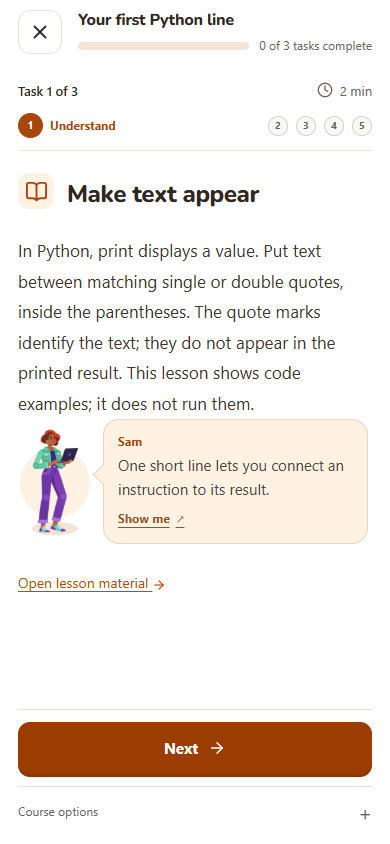 Your first Python line
0 of 3 tasks complete
Task 1 of 3
2 min
1 Understand 2 3 4 5
Make text appear
In Python, print displays a value. Put text
between matching single or double quotes,
inside the parentheses. The quote marks
identify the text; they do not appear in the
printed result. This lesson shows code
examples; it does not run them.
Sam
One short line lets you connect an
instruction to its result.
Show me ↗
Open lesson material →
Next →
Course options +